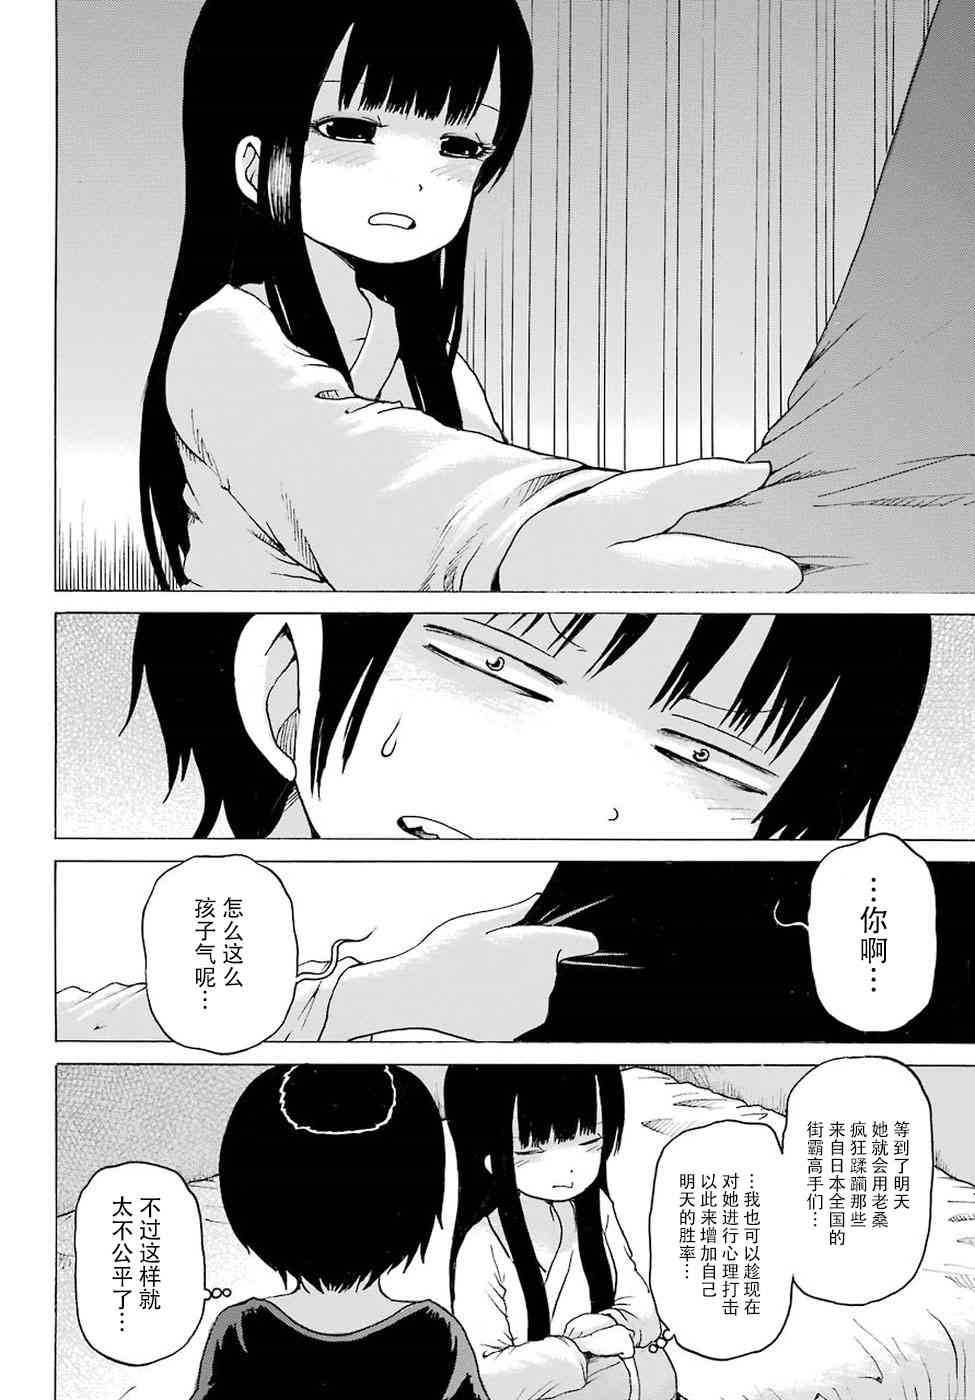 …你啊…
怎么这么
孩子气呢…
等到了明天
她就会用老桑
疯狂蹂躏那些
来自日本全国的
街霸高手们…
…我也可以趁现在
对她进行心理打击
以此来增加自己
明天的胜率…
不过这样就
太不公平了…